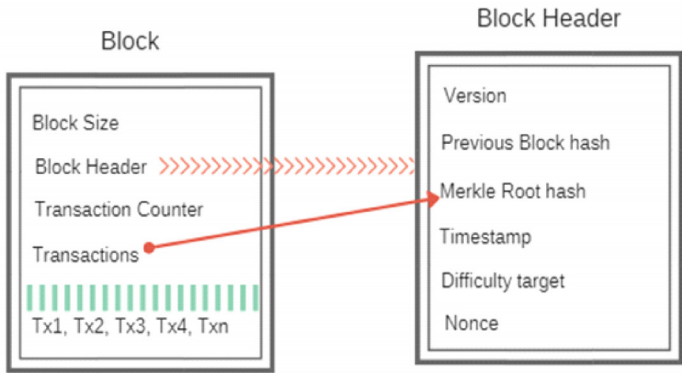 Block
Block Size
Block Header
Transaction Counter
Transactions
Tx1, Tx2, Tx3, Tx4, Txn
Block Header
Version
Previous Block hash
Merkle Root hash
Timestamp
Difficulty target
Nonce